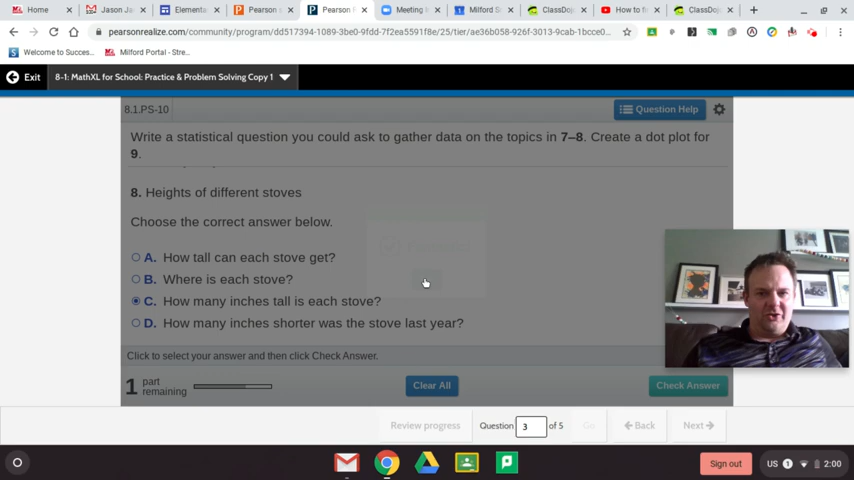 Home
Jason Ja
Elementa
Pearson
Pearson R
Meeting I
Milford S
ClassDojo
How to fi
ClassDojo
pearsonrealize.com/community/program/dd517394-1089-3be0-9fdd-7f2ea5591f8e/25/tier/ae36b058-926f-3013-9cab-1bcce0...
Welcome to Succes...
Milford Portal - Stre...
Exit
8-1: MathXL for School: Practice & Problem Solving Copy 1
8.1.PS-10
Question Help
Write a statistical question you could ask to gather data on the topics in 7–8. Create a dot plot for
9.
8. Heights of different stoves
Choose the correct answer below.
A. How tall can each stove get?
B. Where is each stove?
C. How many inches tall is each stove?
D. How many inches shorter was the stove last year?
Click to select your answer and then click Check Answer.
1 part
remaining
Clear All
Check Answer
Review progress
Question 3 of 5
Go
Back
Next
Sign out
US
1
2:00